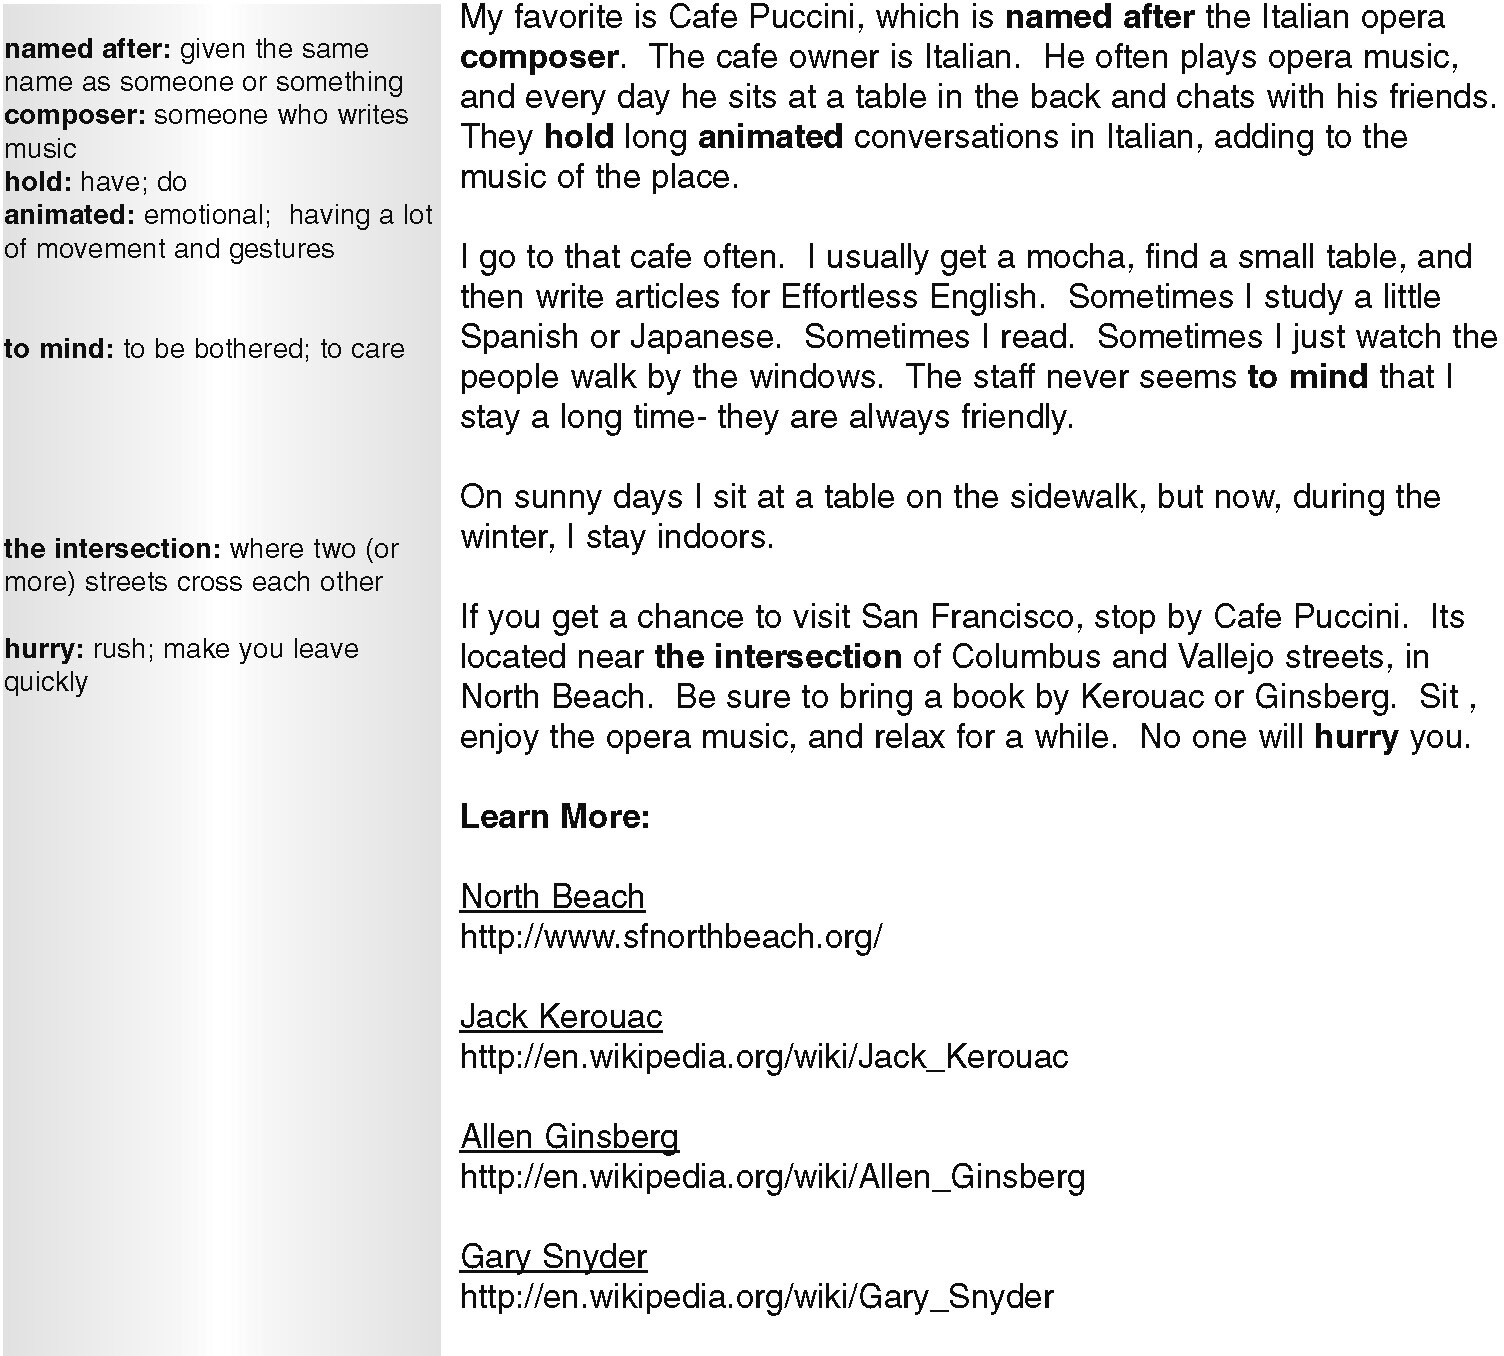 named after: given the same
name as someone or something
composer: someone who writes
music
hold: have; do
animated: emotional;  having a lot
of movement and gestures
to mind: to be bothered; to care
the intersection: where two (or
more) streets cross each other
hurry: rush; make you leave
quickly
My favorite is Cafe Puccini, which is named after the Italian opera
composer.  The cafe owner is Italian.  He often plays opera music,
and every day he sits at a table in the back and chats with his friends.
They hold long animated conversations in Italian, adding to the
music of the place.
I go to that cafe often.  I usually get a mocha, find a small table, and
then write articles for Effortless English.  Sometimes I study a little
Spanish or Japanese.  Sometimes I read.  Sometimes I just watch the
people walk by the windows.  The staff never seems to mind that I
stay a long time- they are always friendly.
On sunny days I sit at a table on the sidewalk, but now, during the
winter, I stay indoors.
If you get a chance to visit San Francisco, stop by Cafe Puccini.  Its
located near the intersection of Columbus and Vallejo streets, in
North Beach.  Be sure to bring a book by Kerouac or Ginsberg.  Sit ,
enjoy the opera music, and relax for a while.  No one will hurry you.
Learn More:
North Beach
http://www.sfnorthbeach.org/
Jack Kerouac
http://en.wikipedia.org/wiki/Jack_Kerouac
Allen Ginsberg
http://en.wikipedia.org/wiki/Allen_Ginsberg
Gary Snyder
http://en.wikipedia.org/wiki/Gary_Snyder